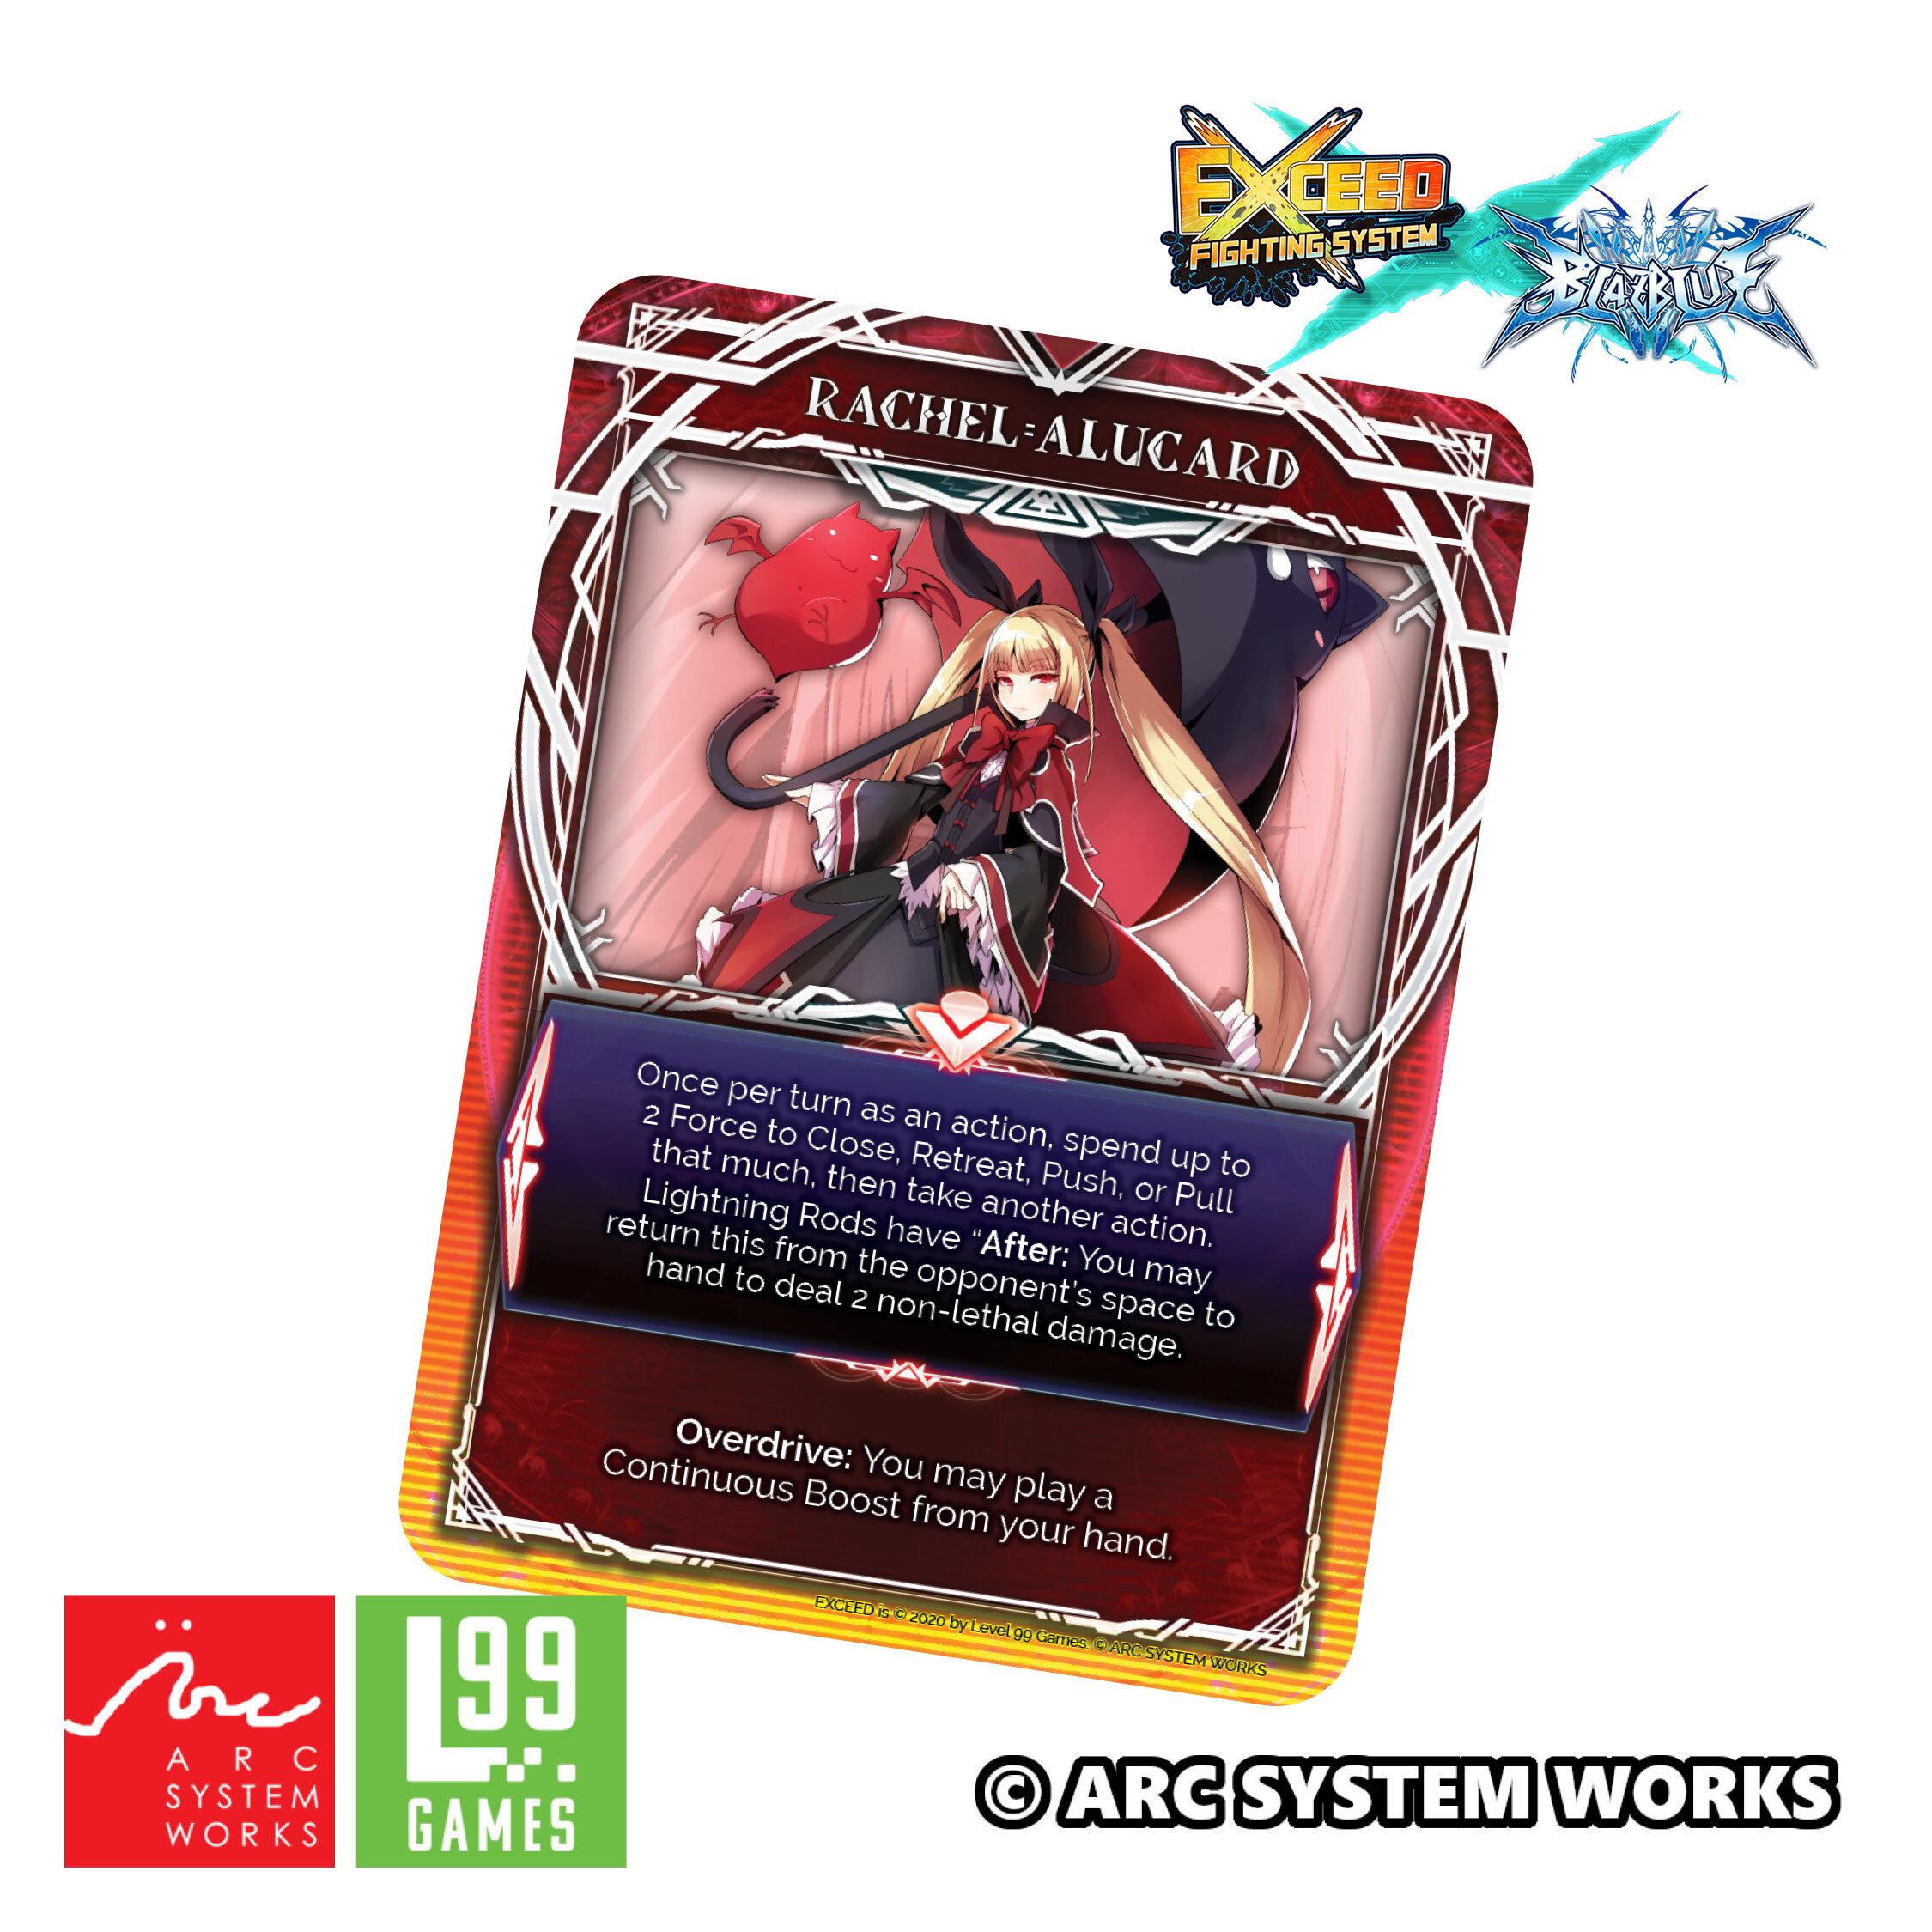 EXCEED
FIGHTING SYSTEM
BLAZBLUE
RACHEL=ALUCARD
Once per turn as an action, spend up to
2 Force to Close, Retreat, Push, or Pull
that much, then take another action.
Lightning Rods have “After: You may
return this from the opponent’s space to
hand to deal 2 non-lethal damage.
Overdrive: You may play a
Continuous Boost from your hand.
EXCEED is © 2020 by Level 99 Games. © ARC SYSTEM WORKS
Arc
ARC
SYSTEM
WORKS
L99
GAMES
© ARC SYSTEM WORKS